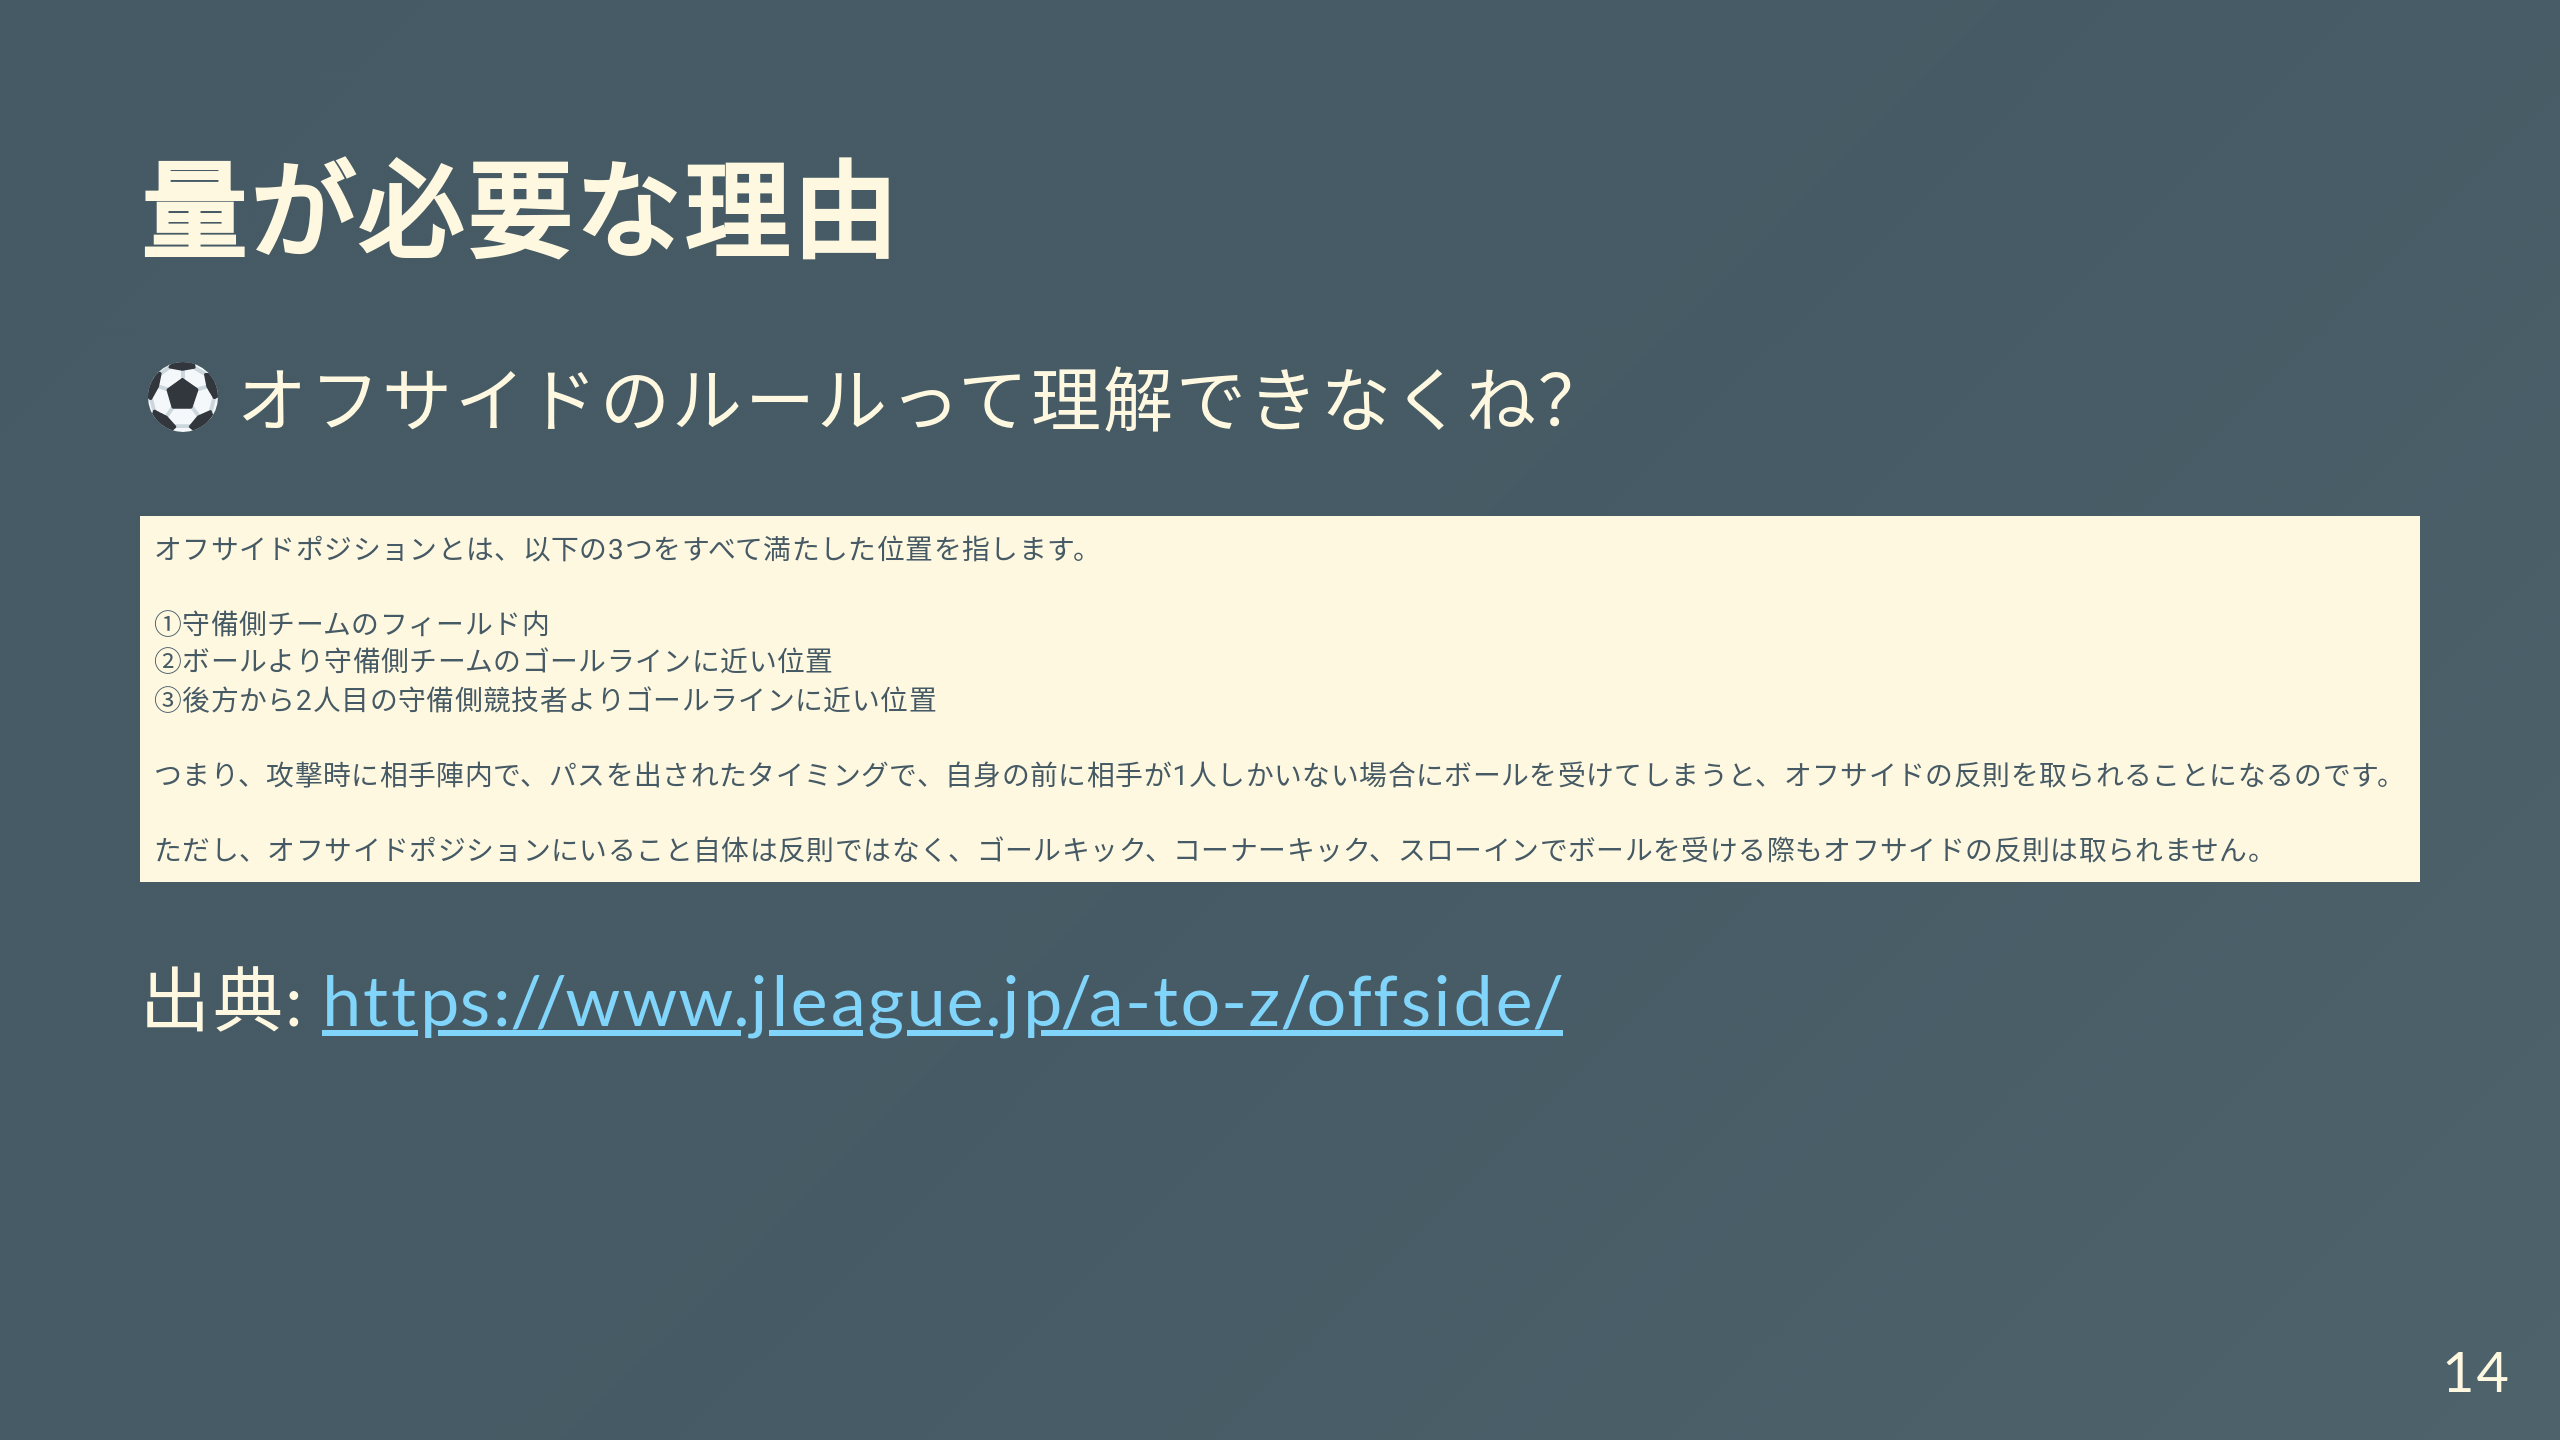 量が必要な理由
⚽ オフサイドのルールって理解できなくね?
オフサイドポジションとは、以下の3つをすべて満たした位置を指します。
①守備側チームのフィールド内
②ボールより守備側チームのゴールラインに近い位置
③後方から2人目の守備側競技者よりゴールラインに近い位置
つまり、攻撃時に相手陣内で、パスを出されたタイミングで、自身の前に相手が1人しかいない場合にボールを受けてしまうと、オフサイドの反則を取られることになるのです。
ただし、オフサイドポジションにいること自体は反則ではなく、ゴールキック、コーナーキック、スローインでボールを受ける際もオフサイドの反則は取られません。
出典: https://www.jleague.jp/a-to-z/offside/
14